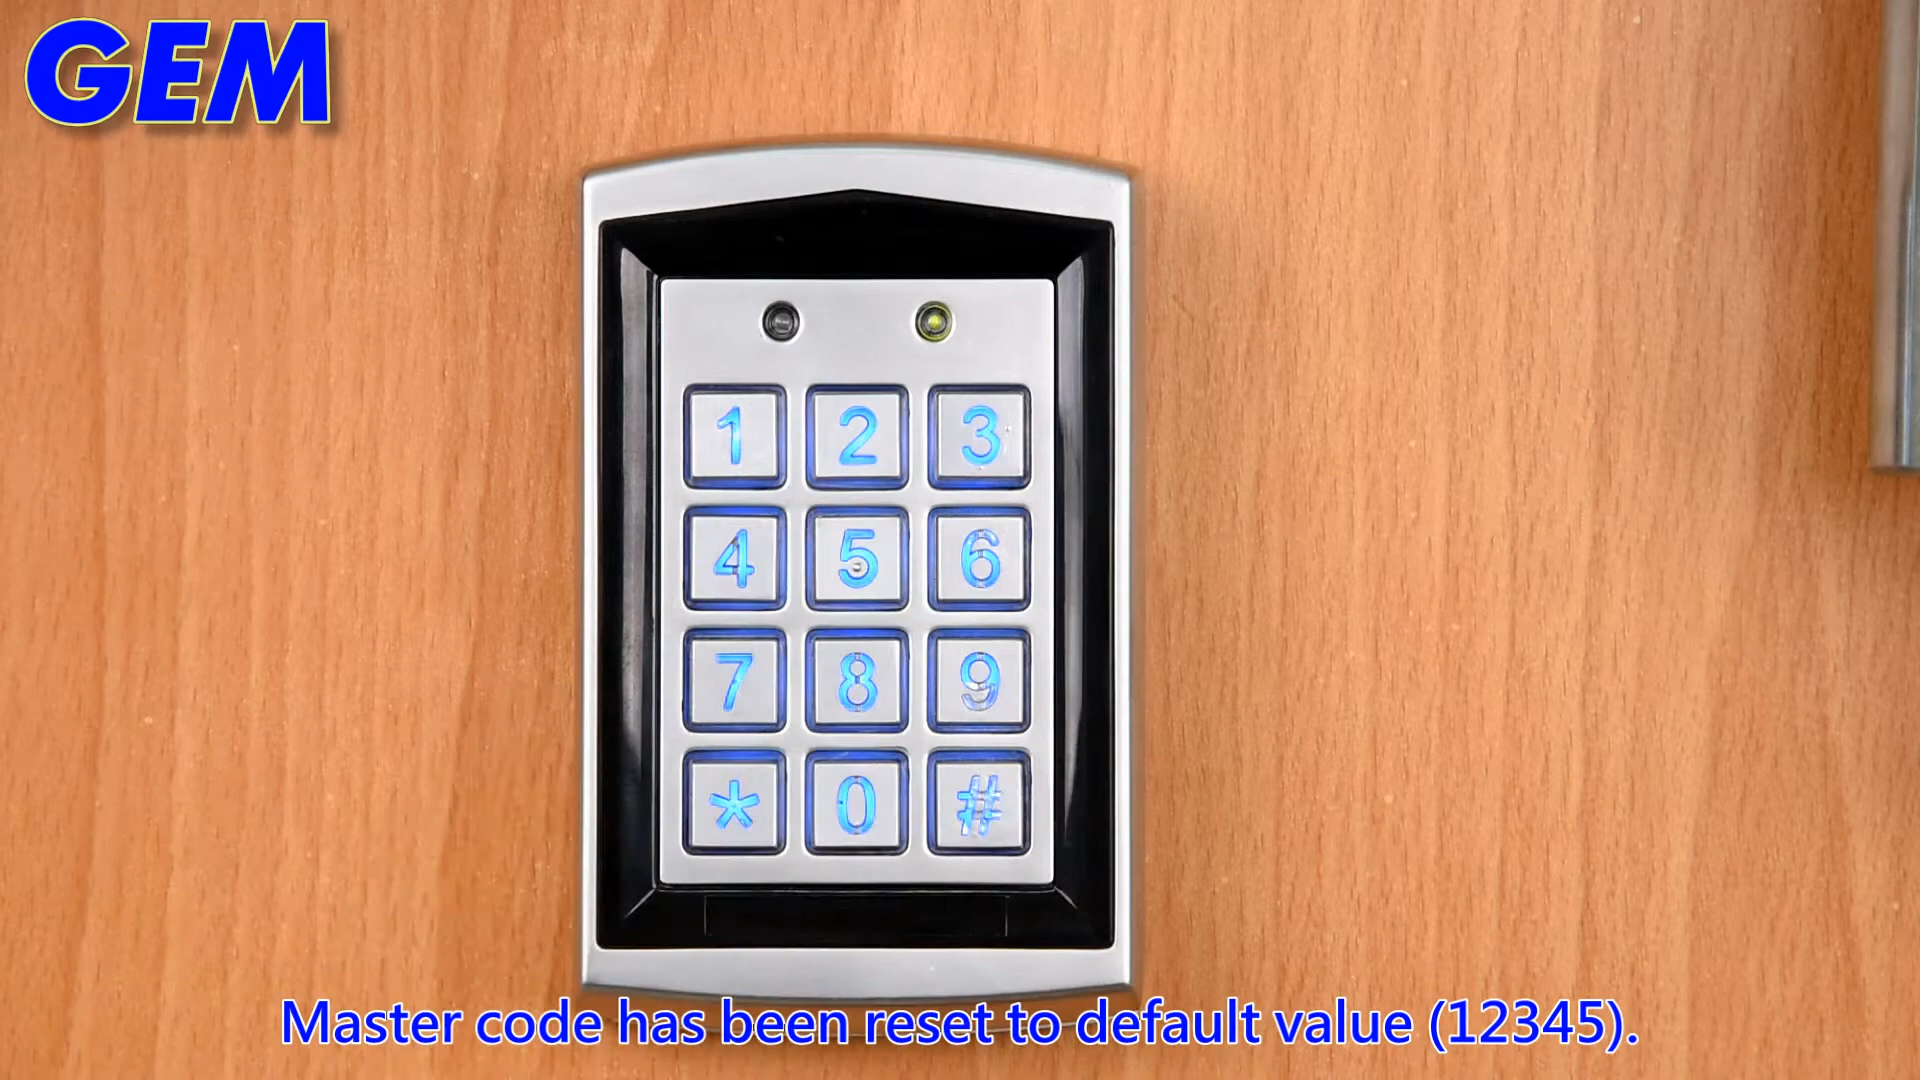 GEM
1 2 3
4 5 6
7 8 9
* 0 #
Master code has been reset to default value (12345).